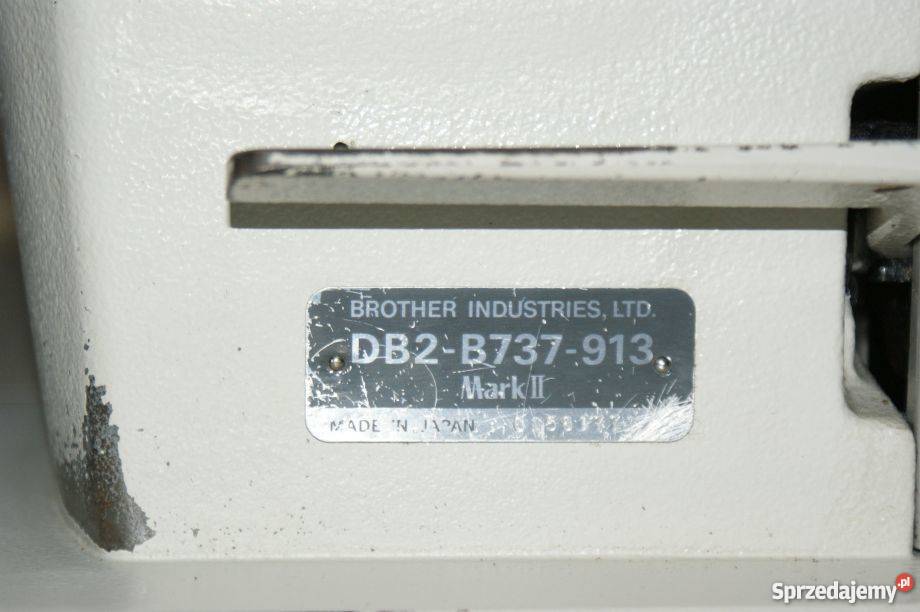 BROTHER INDUSTRIES, LTD.
DB2-B737-913
Mark II
MADE IN JAPAN
Sprzedajemy.pl